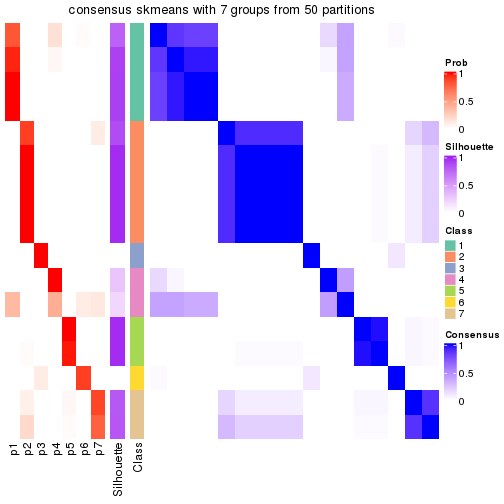 consensus skmeans with 7 groups from 50 partitions
Prob
1
0.5
0
Silhouette
1
0.5
0
Class
1
2
3
4
5
6
7
Consensus
1
0.5
0
p1
p2
p3
p4
p5
p6
p7
Silhouette
Class